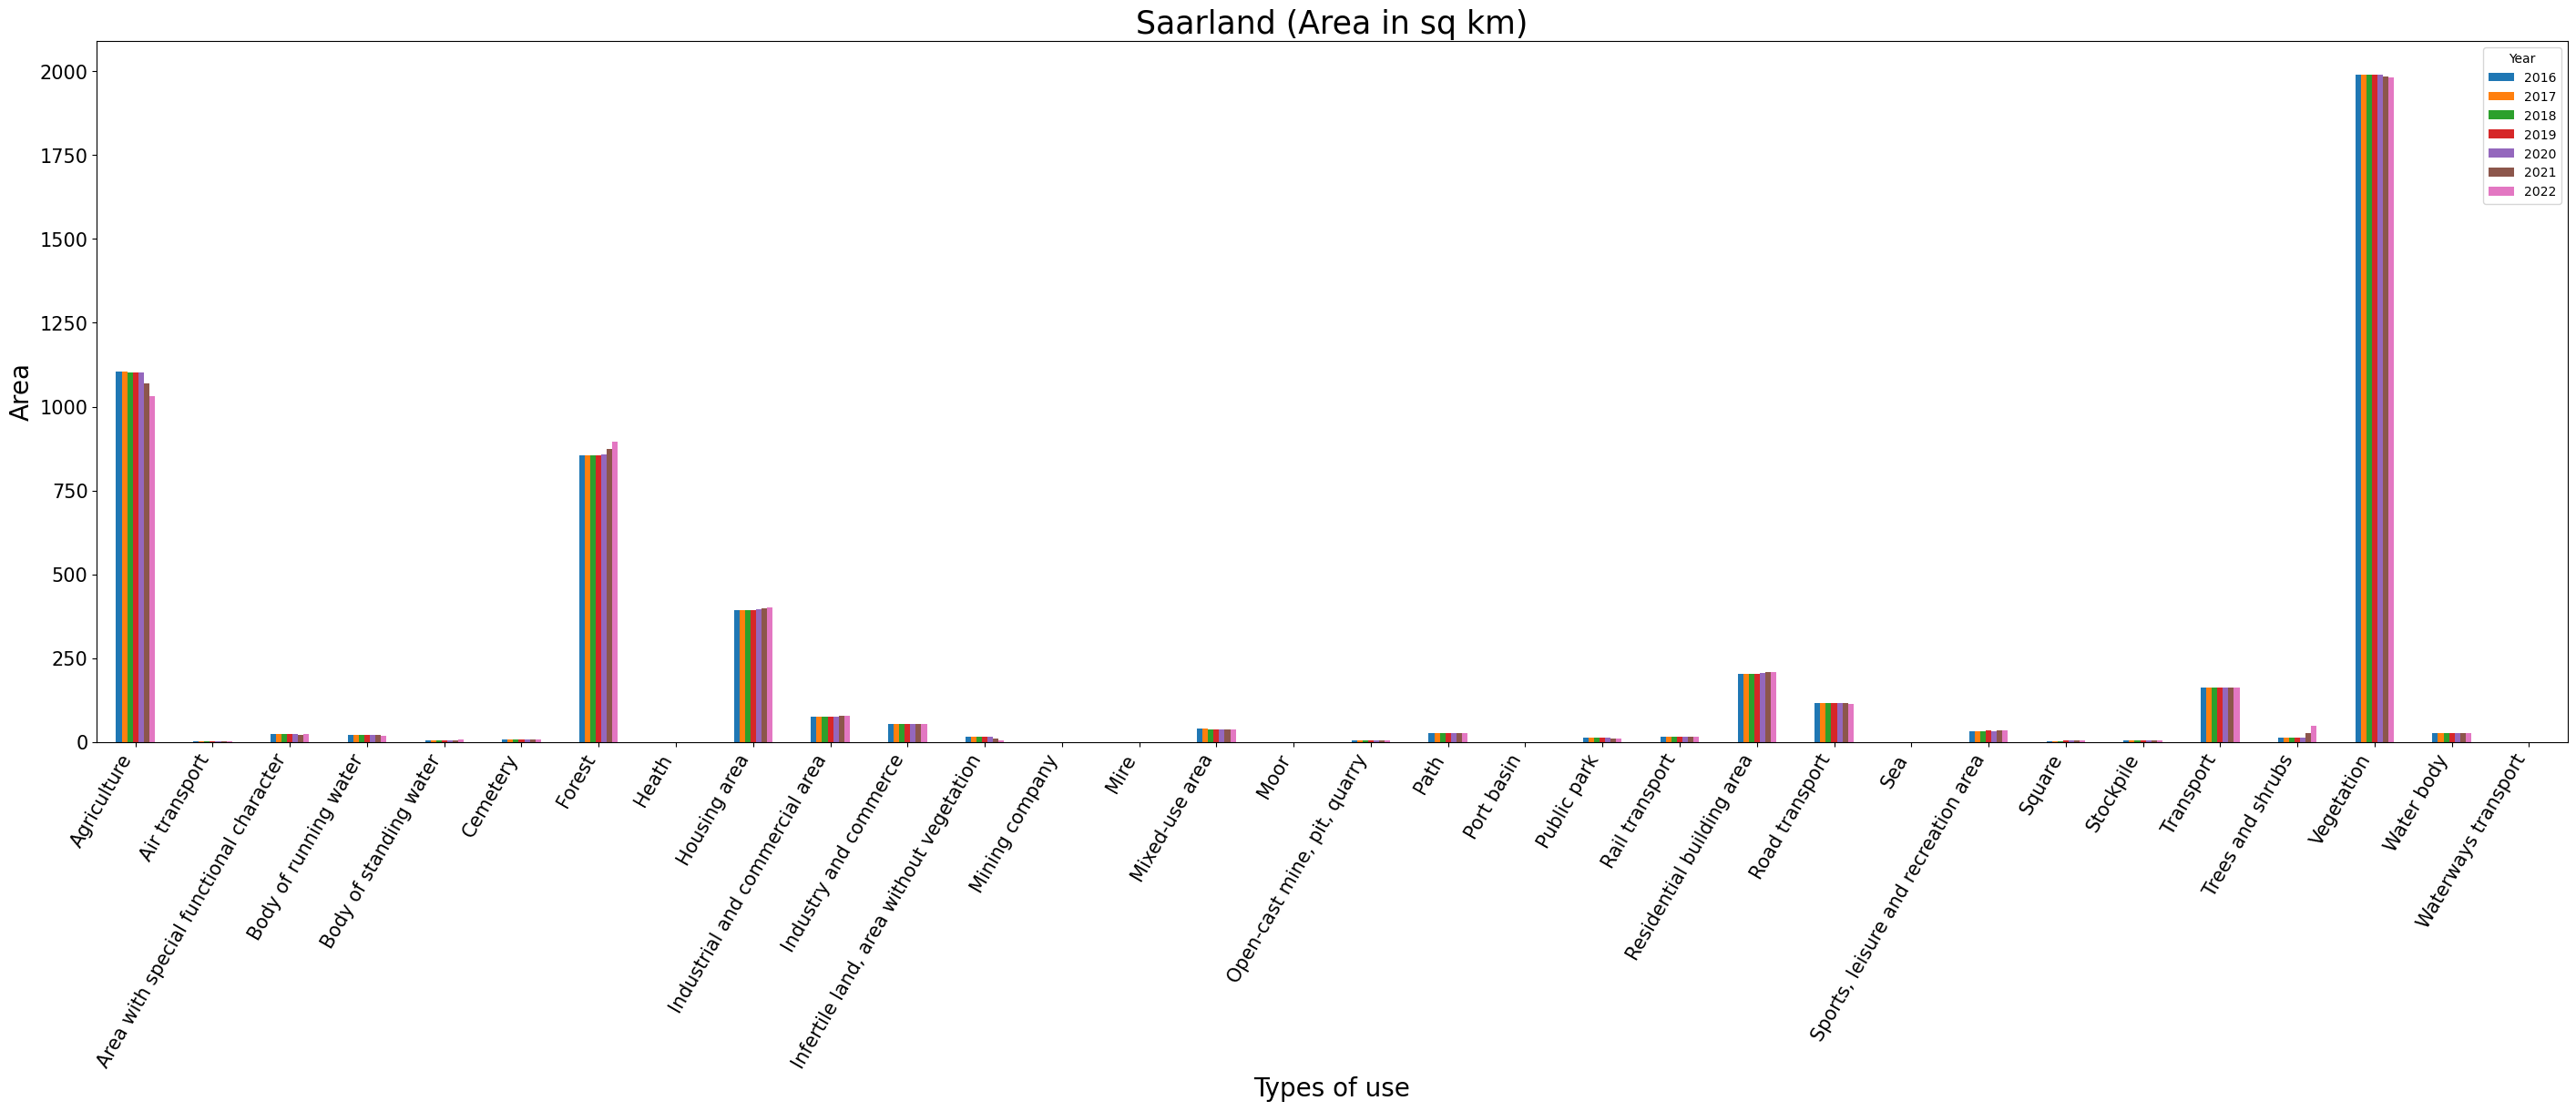 Saarland (Area in sq km)
Year
2016
2017
2018
2019
2020
2021
2022
Area
2000
1750
1500
1250
1000
750
500
250
0
Agriculture
Air transport
Area with special functional character
Body of running water
Body of standing water
Cemetery
Forest
Heath
Housing area
Industrial and commercial area
Industry and commerce
Infertile land, area without vegetation
Mining company
Mire
Mixed-use area
Moor
Open-cast mine, pit, quarry
Path
Port basin
Public park
Rail transport
Residential building area
Road transport
Sea
Sports, leisure and recreation area
Square
Stockpile
Transport
Trees and shrubs
Vegetation
Water body
Waterways transport
Types of use